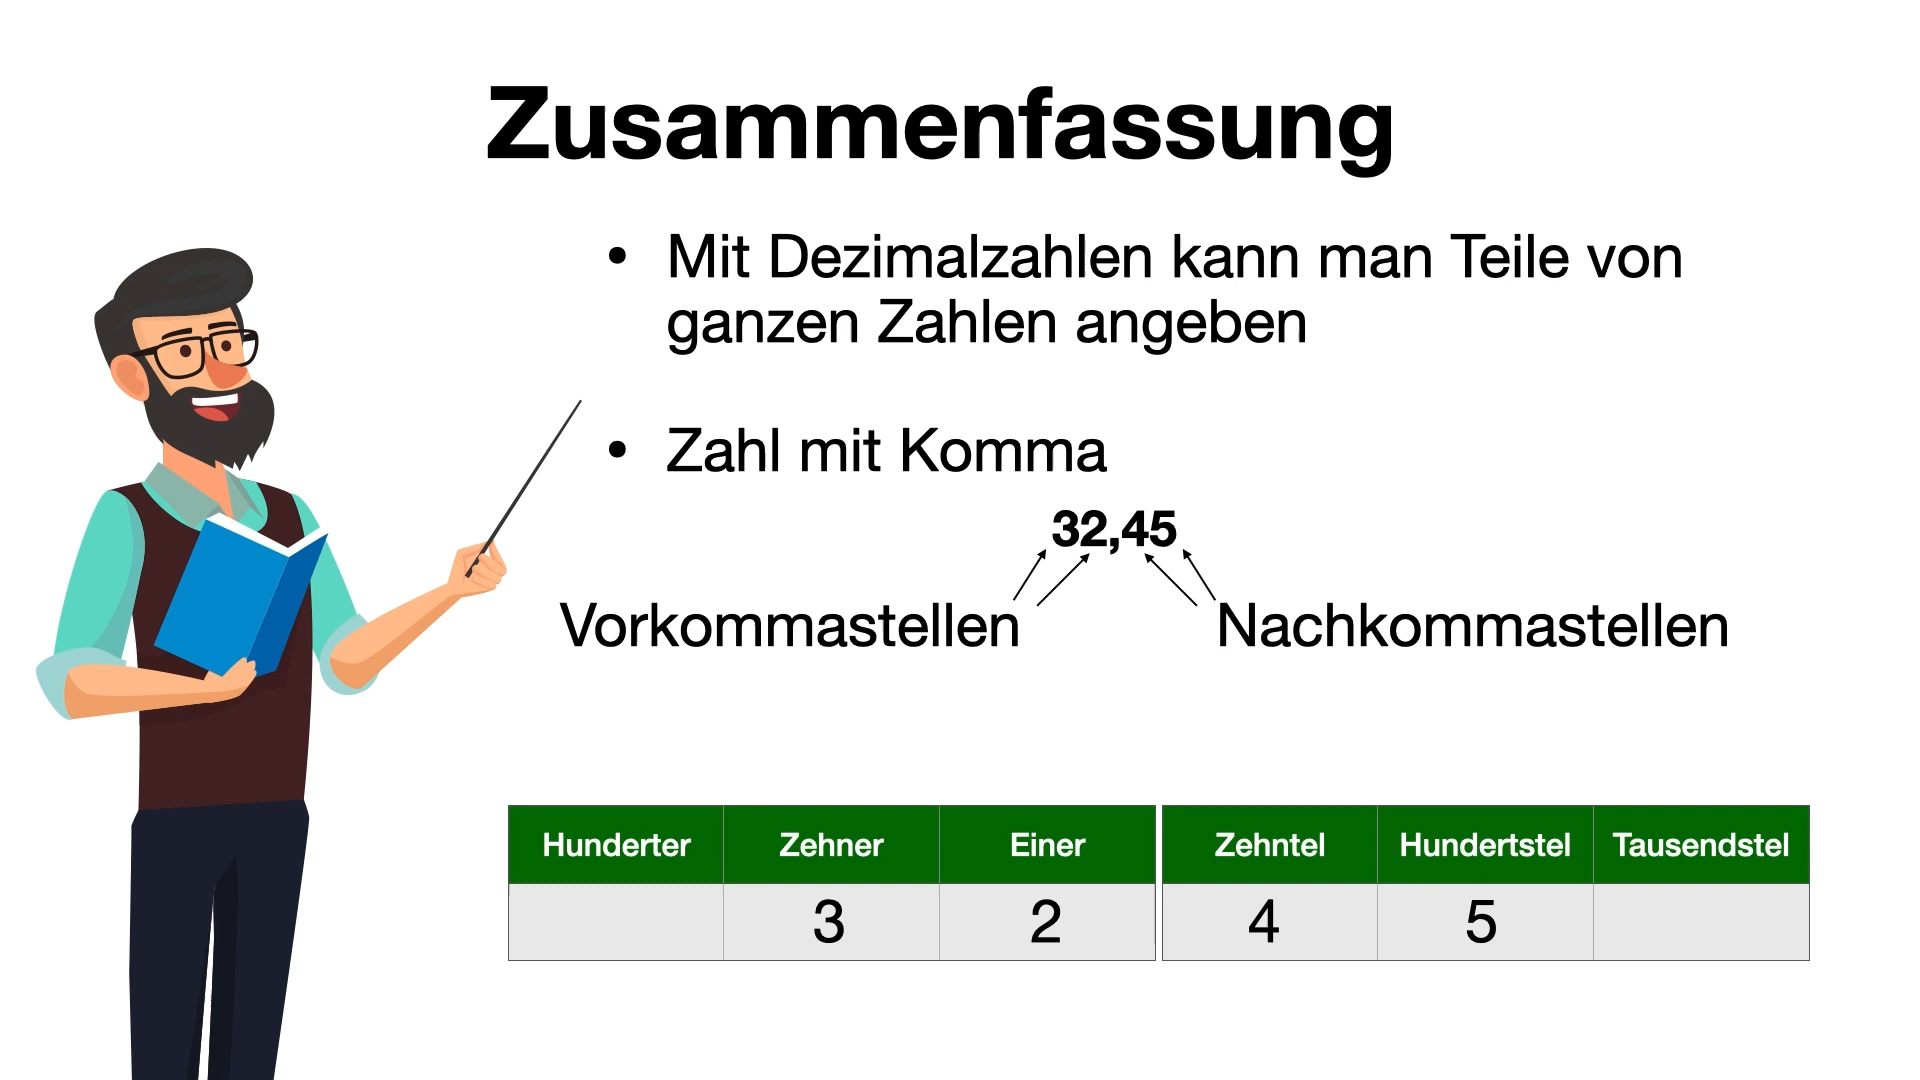 Zusammenfassung
• Mit Dezimalzahlen kann man Teile von
ganzen Zahlen angeben
• Zahl mit Komma
32,45
Vorkommastellen Nachkommastellen
Hunderter Zehner Einer Zehntel Hundertstel Tausendstel
3 2 4 5